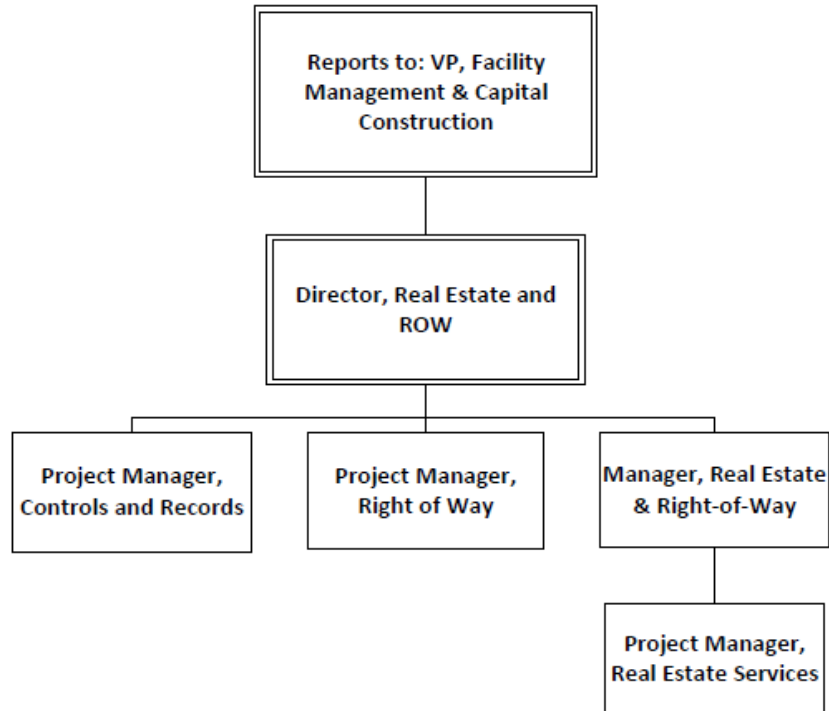 Reports to: VP, Facility
Management & Capital
Construction
Director, Real Estate and
ROW
Project Manager,
Controls and Records
Project Manager,
Right of Way
Manager, Real Estate
& Right-of-Way
Project Manager,
Real Estate Services